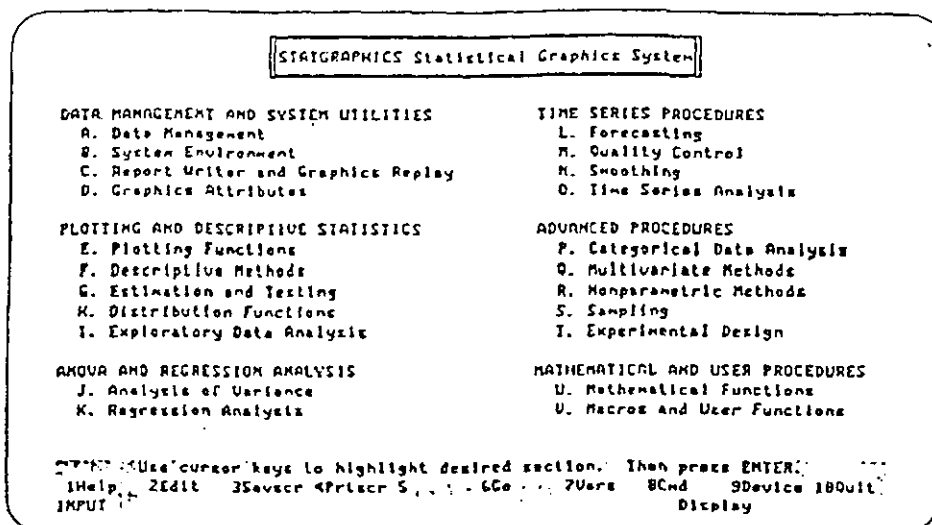 STATGRAPHICS Statistical Graphics System
DATA MANAGEMENT AND SYSTEM UTILITIES
A. Data Management
B. System Environment
C. Report Writer and Graphics Replay
D. Graphics Attributes
PLOTTING AND DESCRIPTIVE STATISTICS
E. Plotting Functions
F. Descriptive Methods
G. Estimation and Testing
H. Distribution Functions
I. Exploratory Data Analysis
ANOVA AND REGRESSION ANALYSIS
J. Analysis of Variance
K. Regression Analysis
TIME SERIES PROCEDURES
L. Forecasting
M. Quality Control
N. Smoothing
O. Time Series Analysis
ADVANCED PROCEDURES
P. Categorical Data Analysis
Q. Multivariate Methods
R. Nonparametric Methods
S. Sampling
T. Experimental Design
MATHEMATICAL AND USER PROCEDURES
U. Mathematical Functions
V. Macros and User Functions
Use cursor keys to highlight desired section. Then press ENTER.
1Help 2Edit 3Savscr 4Prtscr 5 6Go 7Vars 8Cmd 9Device 10Quit
INPUT Display